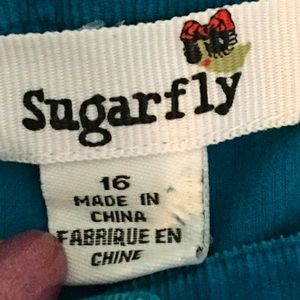 Sugarfly
16
MADE IN
CHINA
FABRIQUE EN
CHINE